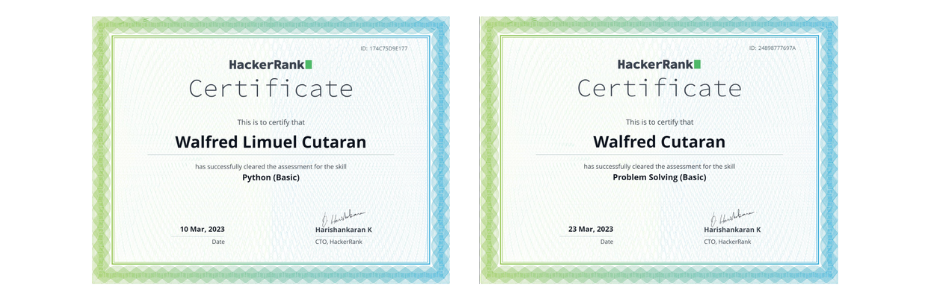 ID: 174C75D9E177
HackerRank
Certificate
This is to certify that
Walfred Limuel Cutaran
has successfully cleared the assessment for the skill
Python (Basic)
10 Mar, 2023
Date
Harishankaran K
CTO, HackerRank
ID: 24B9B777697A
HackerRank
Certificate
This is to certify that
Walfred Cutaran
has successfully cleared the assessment for the skill
Problem Solving (Basic)
23 Mar, 2023
Date
Harishankaran K
CTO, HackerRank